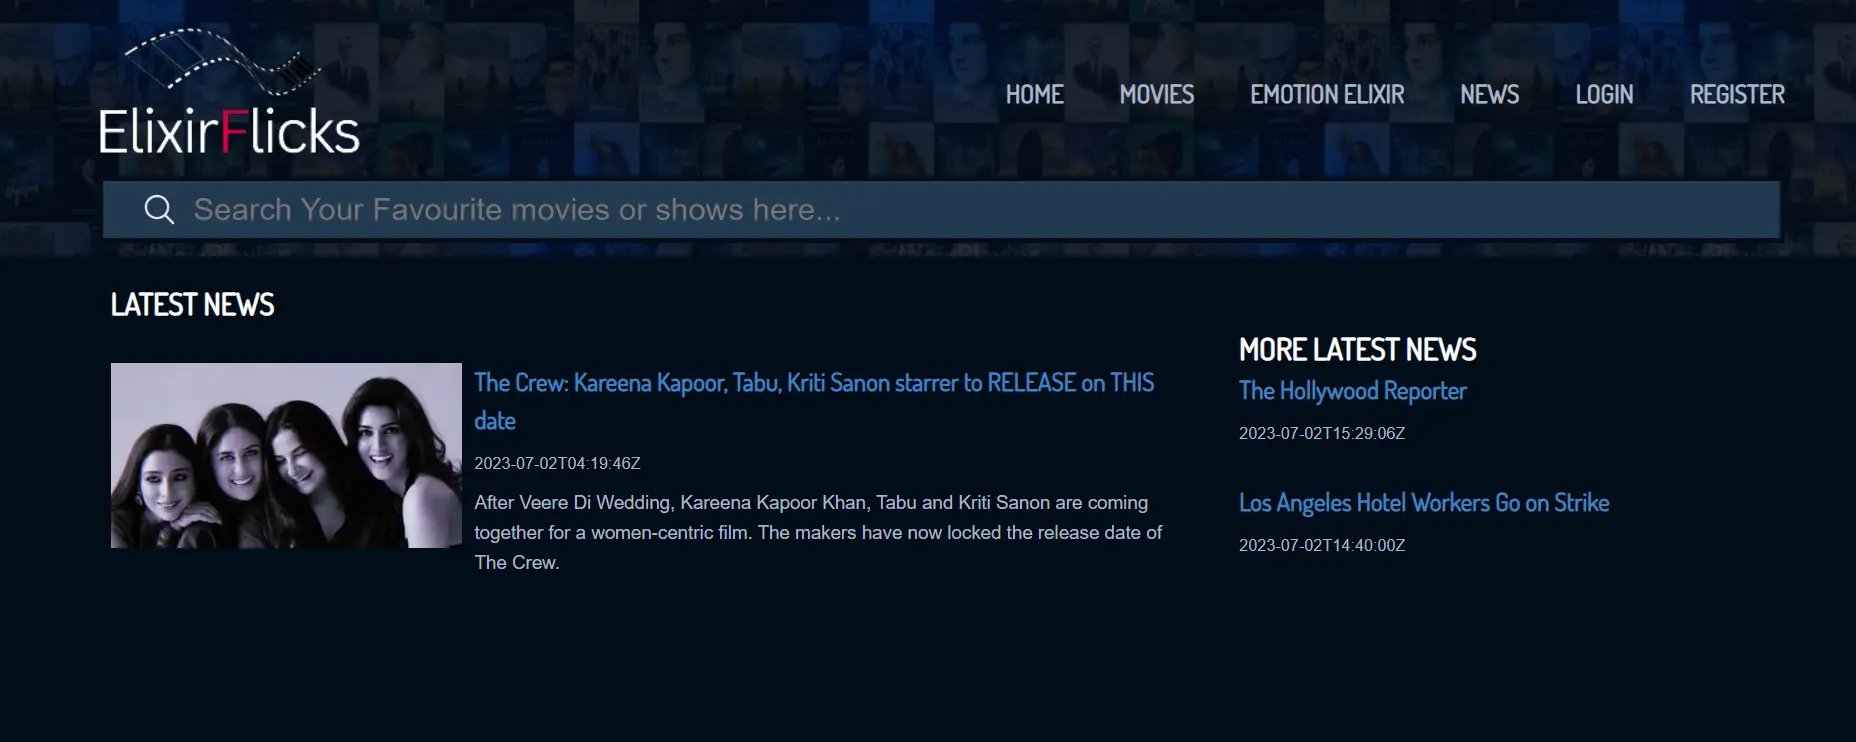 ElixirFlicks
HOME MOVIES EMOTION ELIXIR NEWS LOGIN REGISTER
Search Your Favourite movies or shows here...
LATEST NEWS
The Crew: Kareena Kapoor, Tabu, Kriti Sanon starrer to RELEASE on THIS
date
2023-07-02T04:19:46Z
After Veere Di Wedding, Kareena Kapoor Khan, Tabu and Kriti Sanon are coming
together for a women-centric film. The makers have now locked the release date of
The Crew.
MORE LATEST NEWS
The Hollywood Reporter
2023-07-02T15:29:06Z
Los Angeles Hotel Workers Go on Strike
2023-07-02T14:40:00Z